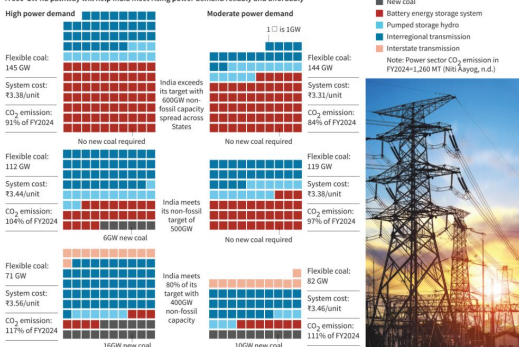 High power demand
Moderate power demand
New coal
Battery energy storage system
Pumped storage hydro
Interregional transmission
Interstate transmission
Note: Power sector CO2 emission in
FY2024=1,260 MT (Niti Aayog, n.d.)
1 □ is 1GW
Flexible coal:
145 GW
System cost:
₹3.38/unit
CO2 emission:
91% of FY2024
No new coal required
India exceeds
its target with
600GW non-
fossil capacity
spread across
States
Flexible coal:
144 GW
System cost:
₹3.31/unit
CO2 emission:
84% of FY2024
No new coal required
Flexible coal:
112 GW
System cost:
₹3.44/unit
CO2 emission:
104% of FY2024
6GW new coal
India meets
its non-fossil
target of
500GW
Flexible coal:
119 GW
System cost:
₹3.38/unit
CO2 emission:
97% of FY2024
No new coal required
Flexible coal:
71 GW
System cost:
₹3.56/unit
CO2 emission:
117% of FY2024
16GW new coal
India meets
80% of its
target with
400GW
non-fossil
capacity
Flexible coal:
82 GW
System cost:
₹3.46/unit
CO2 emission:
111% of FY2024
10GW new coal